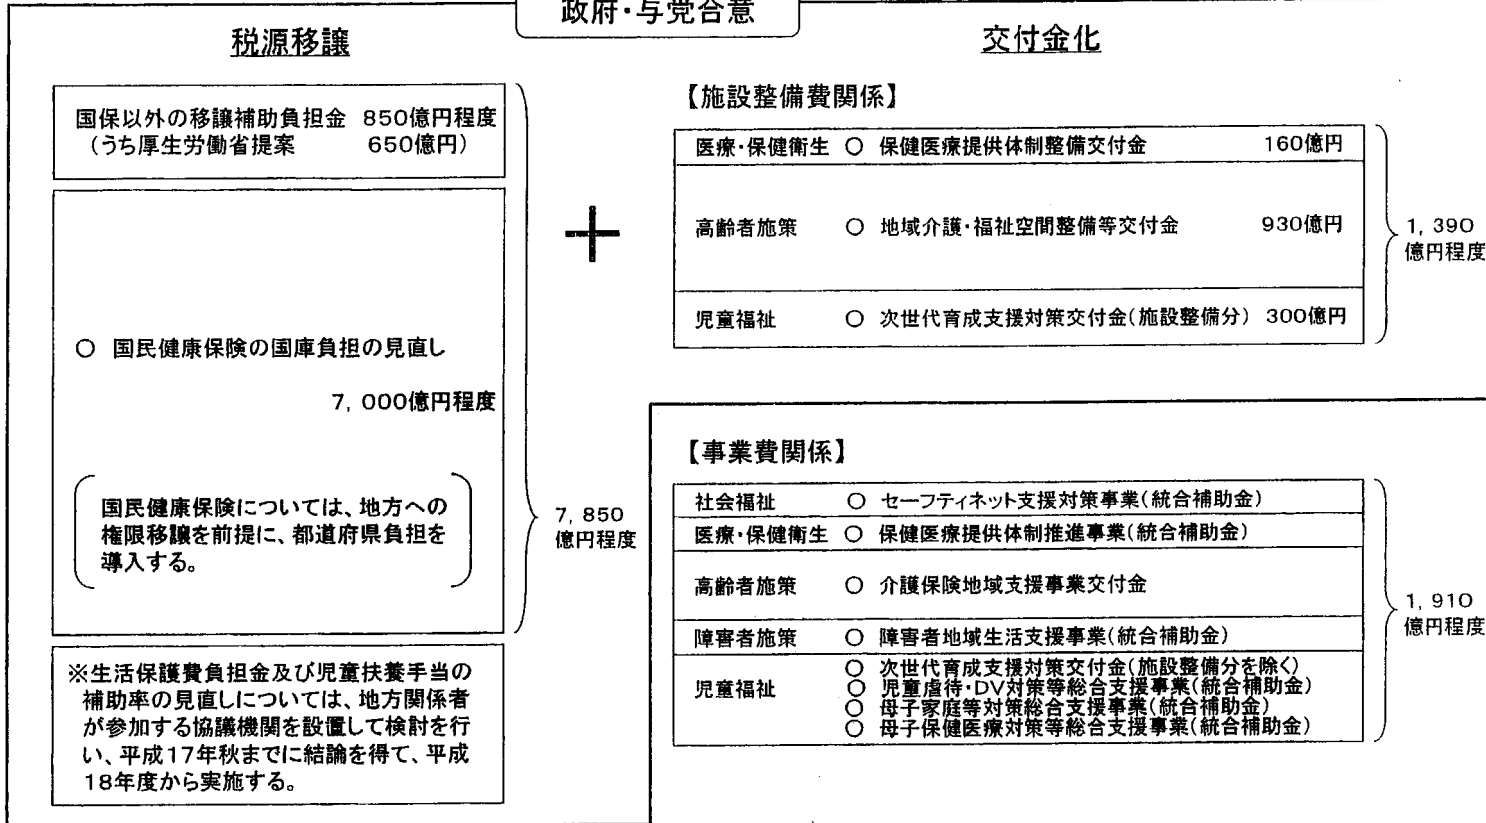 政府・与党合意
税源移譲
国保以外の移譲補助負担金 850億円程度
(うち厚生労働省提案 650億円)
○ 国民健康保険の国庫負担の見直し
7,000億円程度
国民健康保険については、地方への
権限移譲を前提に、都道府県負担を
導入する。
7,850
億円程度
※生活保護費負担金及び児童扶養手当の
補助率の見直しについては、地方関係者
が参加する協議機関を設置して検討を行
い、平成17年秋までに結論を得て、平成
18年度から実施する。
+
交付金化
【施設整備費関係】
医療・保健衛生 ○ 保健医療提供体制整備交付金 160億円
高齢者施策 ○ 地域介護・福祉空間整備等交付金 930億円
児童福祉 ○ 次世代育成支援対策交付金(施設整備分) 300億円
1,390
億円程度
【事業費関係】
社会福祉 ○ セーフティネット支援対策事業(統合補助金)
医療・保健衛生 ○ 保健医療提供体制推進事業(統合補助金)
高齢者施策 ○ 介護保険地域支援事業交付金
障害者施策 ○ 障害者地域生活支援事業(統合補助金)
児童福祉 ○ 次世代育成支援対策交付金(施設整備分を除く)
○ 児童虐待・DV対策等総合支援事業(統合補助金)
○ 母子家庭等対策総合支援事業(統合補助金)
○ 母子保健医療対策等総合支援事業(統合補助金)
1,910
億円程度